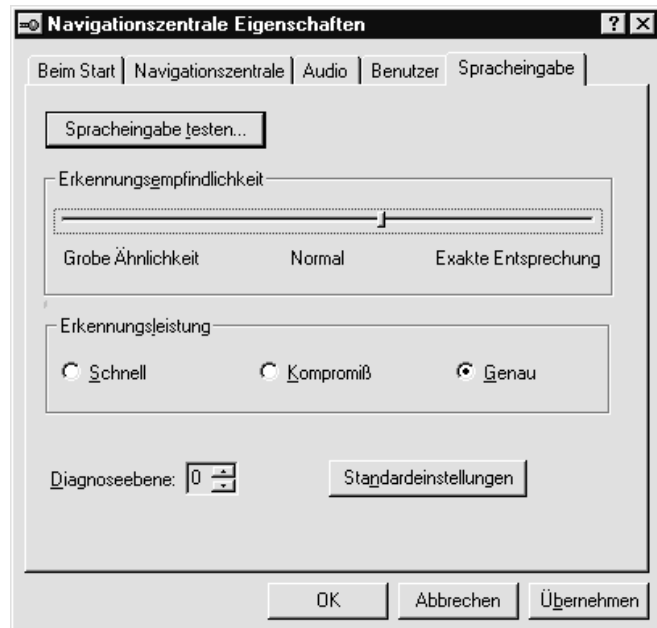 Navigationszentrale Eigenschaften
Beim Start Navigationszentrale Audio Benutzer Spracheingabe
Spracheingabe testen...
Erkennungsempfindlichkeit
Grobe Ähnlichkeit Normal Exakte Entsprechung
Erkennungsleistung
Schnell Kompromiß Genau
Diagnoseebene: 0 Standardeinstellungen
OK Abbrechen Übernehmen